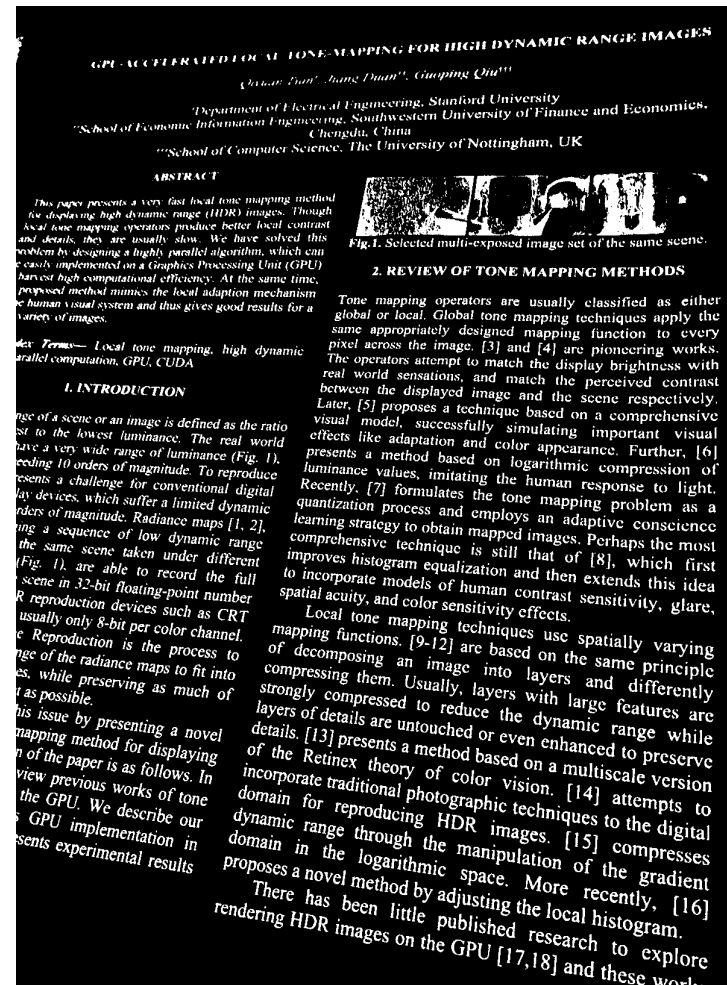 GPU-ACCELERATED LOCAL TONE-MAPPING FOR HIGH DYNAMIC RANGE IMAGES
Tian', Jiang Duan'', Guoping Qiu'''
'Department of Electrical Engineering, Stanford University
''School of Economic Information Engineering, Southwestern University of Finance and Economics,
Chengdu, China
'''School of Computer Science, The University of Nottingham, UK
ABSTRACT
This paper presents a very fast local tone mapping method
for displaying high dynamic range (HDR) images. Though
local tone mapping operators produce better local contrast
and details, they are usually slow. We have solved this
problem by designing a highly parallel algorithm, which can
easily implemented on a Graphics Processing Unit (GPU)
harvest high computational efficiency. At the same time,
proposed method mimics the local adaption mechanism
human visual system and thus gives good results for a
variety of images.
Terms— Local tone mapping, high dynamic
parallel computation, GPU, CUDA
1. INTRODUCTION
of a scene or an image is defined as the ratio
to the lowest luminance. The real world
have a very wide range of luminance (Fig. 1),
10 orders of magnitude. To reproduce
a challenge for conventional digital
devices, which suffer a limited dynamic
orders of magnitude. Radiance maps [1, 2],
a sequence of low dynamic range
the same scene taken under different
(Fig. 1), are able to record the full
scene in 32-bit floating-point number
reproduction devices such as CRT
usually only 8-bit per color channel.
Reproduction is the process to
of the radiance maps to fit into
while preserving as much of
as possible.
this issue by presenting a novel
mapping method for displaying
of the paper is as follows. In
view previous works of tone
the GPU. We describe our
GPU implementation in
experimental results
Fig.1. Selected multi-exposed image set of the same scene.
2. REVIEW OF TONE MAPPING METHODS
Tone mapping operators are usually classified as either
global or local. Global tone mapping techniques apply the
same appropriately designed mapping function to every
pixel across the image. [3] and [4] are pioneering works.
The operators attempt to match the display brightness with
real world sensations, and match the perceived contrast
between the displayed image and the scene respectively.
Later, [5] proposes a technique based on a comprehensive
visual model, successfully simulating important visual
effects like adaptation and color appearance. Further, [6]
presents a method based on logarithmic compression of
luminance values, imitating the human response to light.
Recently, [7] formulates the tone mapping problem as a
quantization process and employs an adaptive conscience
learning strategy to obtain mapped images. Perhaps the most
comprehensive technique is still that of [8], which first
improves histogram equalization and then extends this idea
to incorporate models of human contrast sensitivity, glare,
spatial acuity, and color sensitivity effects.
Local tone mapping techniques use spatially varying
mapping functions. [9-12] are based on the same principle
of decomposing an image into layers and differently
compressing them. Usually, layers with large features are
strongly compressed to reduce the dynamic range while
layers of details are untouched or even enhanced to preserve
details. [13] presents a method based on a multiscale version
of the Retinex theory of color vision. [14] attempts to
incorporate traditional photographic techniques to the digital
domain for reproducing HDR images. [15] compresses
dynamic range through the manipulation of the gradient
domain in the logarithmic space. More recently, [16]
proposes a novel method by adjusting the local histogram.
There has been little published research to explore
rendering HDR images on the GPU [17,18] and these